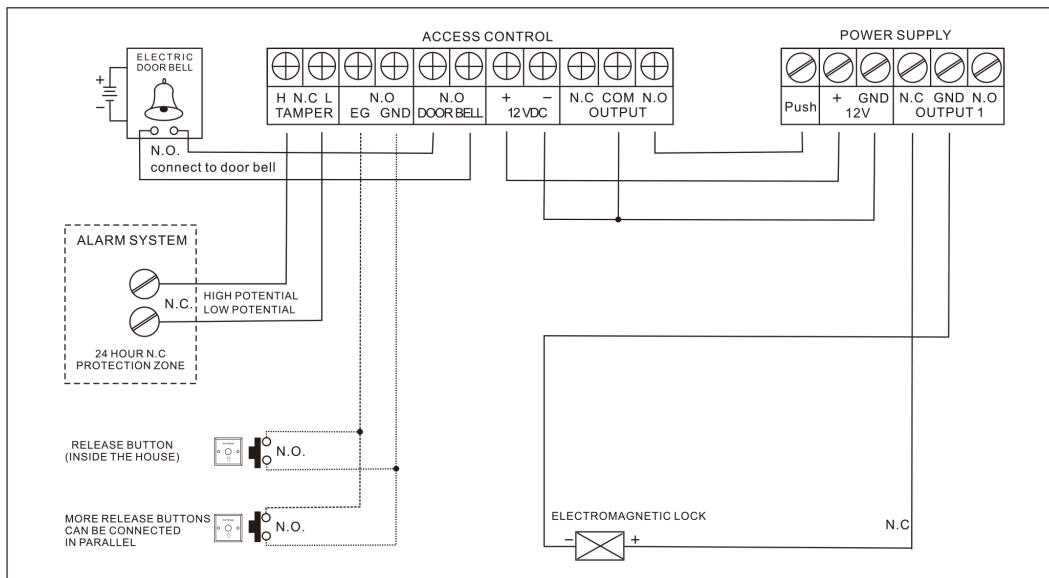 ACCESS CONTROL
POWER SUPPLY
ELECTRIC
DOOR BELL
+
−
H N.C L
TAMPER
N.O
EG GND
N.O
DOOR BELL
+ −
12 VDC
N.C COM N.O
OUTPUT
Push
+ GND
12V
N.C GND N.O
OUTPUT 1
N.O.
connect to door bell
ALARM SYSTEM
N.C.
HIGH POTENTIAL
LOW POTENTIAL
24 HOUR N.C
PROTECTION ZONE
RELEASE BUTTON
(INSIDE THE HOUSE)
N.O.
MORE RELEASE BUTTONS
CAN BE CONNECTED
IN PARALLEL
N.O.
ELECTROMAGNETIC LOCK
− +
N.C